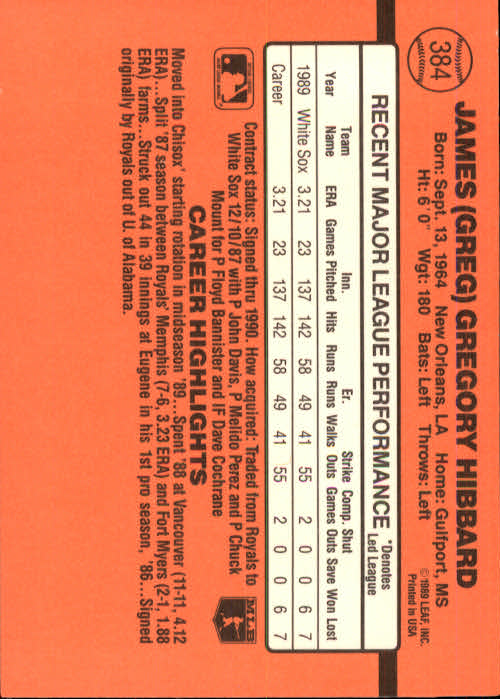 384
JAMES (GREG) GREGORY HIBBARD
Born: Sept. 13, 1964 New Orleans, LA Home: Gulfport, MS
Ht: 6' 0" Wgt: 180 Bats: Left Throws: Left
© 1989 LEAF, INC.
Printed in USA
RECENT MAJOR LEAGUE PERFORMANCE *Denotes Led League
Year Team Name ERA Games Inn. Pitched Hits Runs Er. Runs Walks Strike Outs Comp. Games Shut Outs Save Won Lost
1989 White Sox 3.21 23 137 142 58 49 41 55 2 0 0 6 7
Career 3.21 23 137 142 58 49 41 55 2 0 0 6 7
Contract status: Signed thru 1990. How acquired: Traded from Royals to
White Sox 12/10/87 with P John Davis, P Melido Perez and P Chuck
Mount for P Floyd Bannister and IF Dave Cochrane
MLB
CAREER HIGHLIGHTS
Moved into Chisox' starting rotation in midseason '89...Spent '88 at Vancouver (11-11, 4.12
ERA)...Split '87 season between Royals' Memphis (7-6, 3.23 ERA) and Fort Myers (2-1, 1.88
ERA) farms...Struck out 44 in 39 innings at Eugene in his 1st pro season, '86...Signed
originally by Royals out of U. of Alabama.